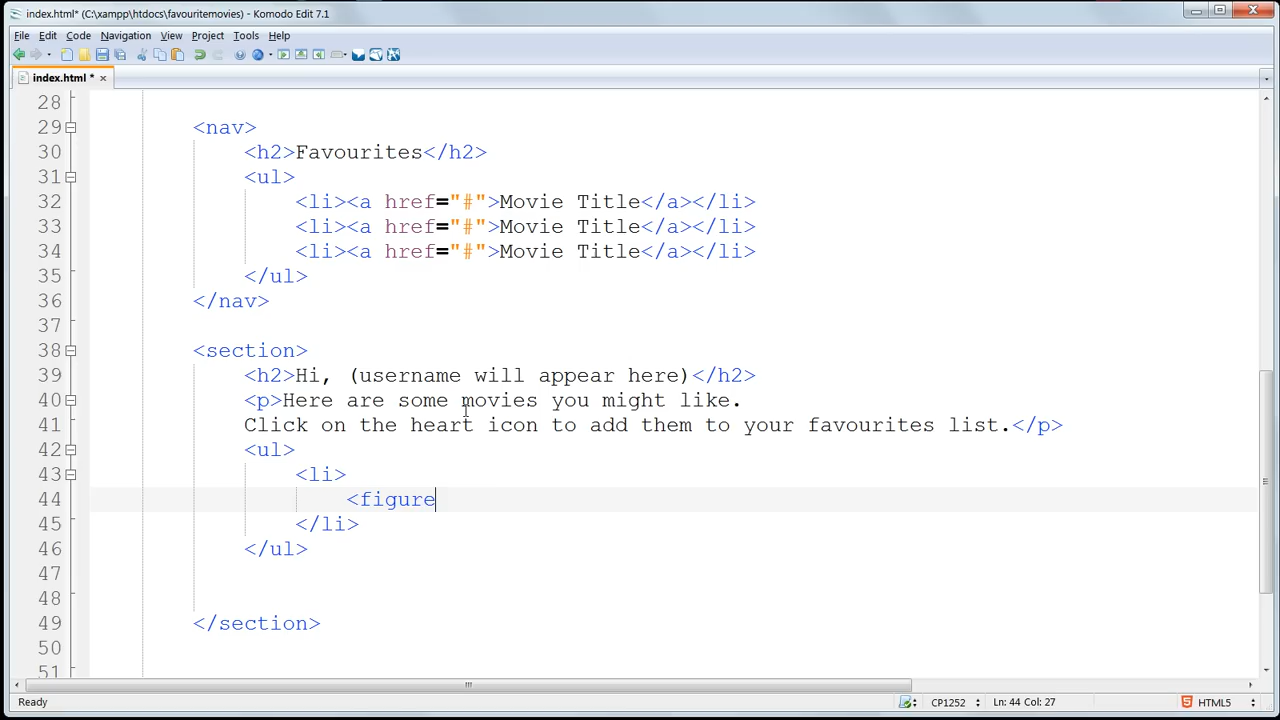 index.html* (C:\xampp\htdocs\favouritemovies) - Komodo Edit 7.1
File Edit Code Navigation View Project Tools Help
index.html *
28
29 <nav>
30 <h2>Favourites</h2>
31 <ul>
32 <li><a href="#">Movie Title</a></li>
33 <li><a href="#">Movie Title</a></li>
34 <li><a href="#">Movie Title</a></li>
35 </ul>
36 </nav>
37
38 <section>
39 <h2>Hi, (username will appear here)</h2>
40 <p>Here are some movies you might like.
41 Click on the heart icon to add them to your favourites list.</p>
42 <ul>
43 <li>
44 <figure
45 </li>
46 </ul>
47
48
49 </section>
50
51
Ready CP1252 Ln: 44 Col: 27 HTML5